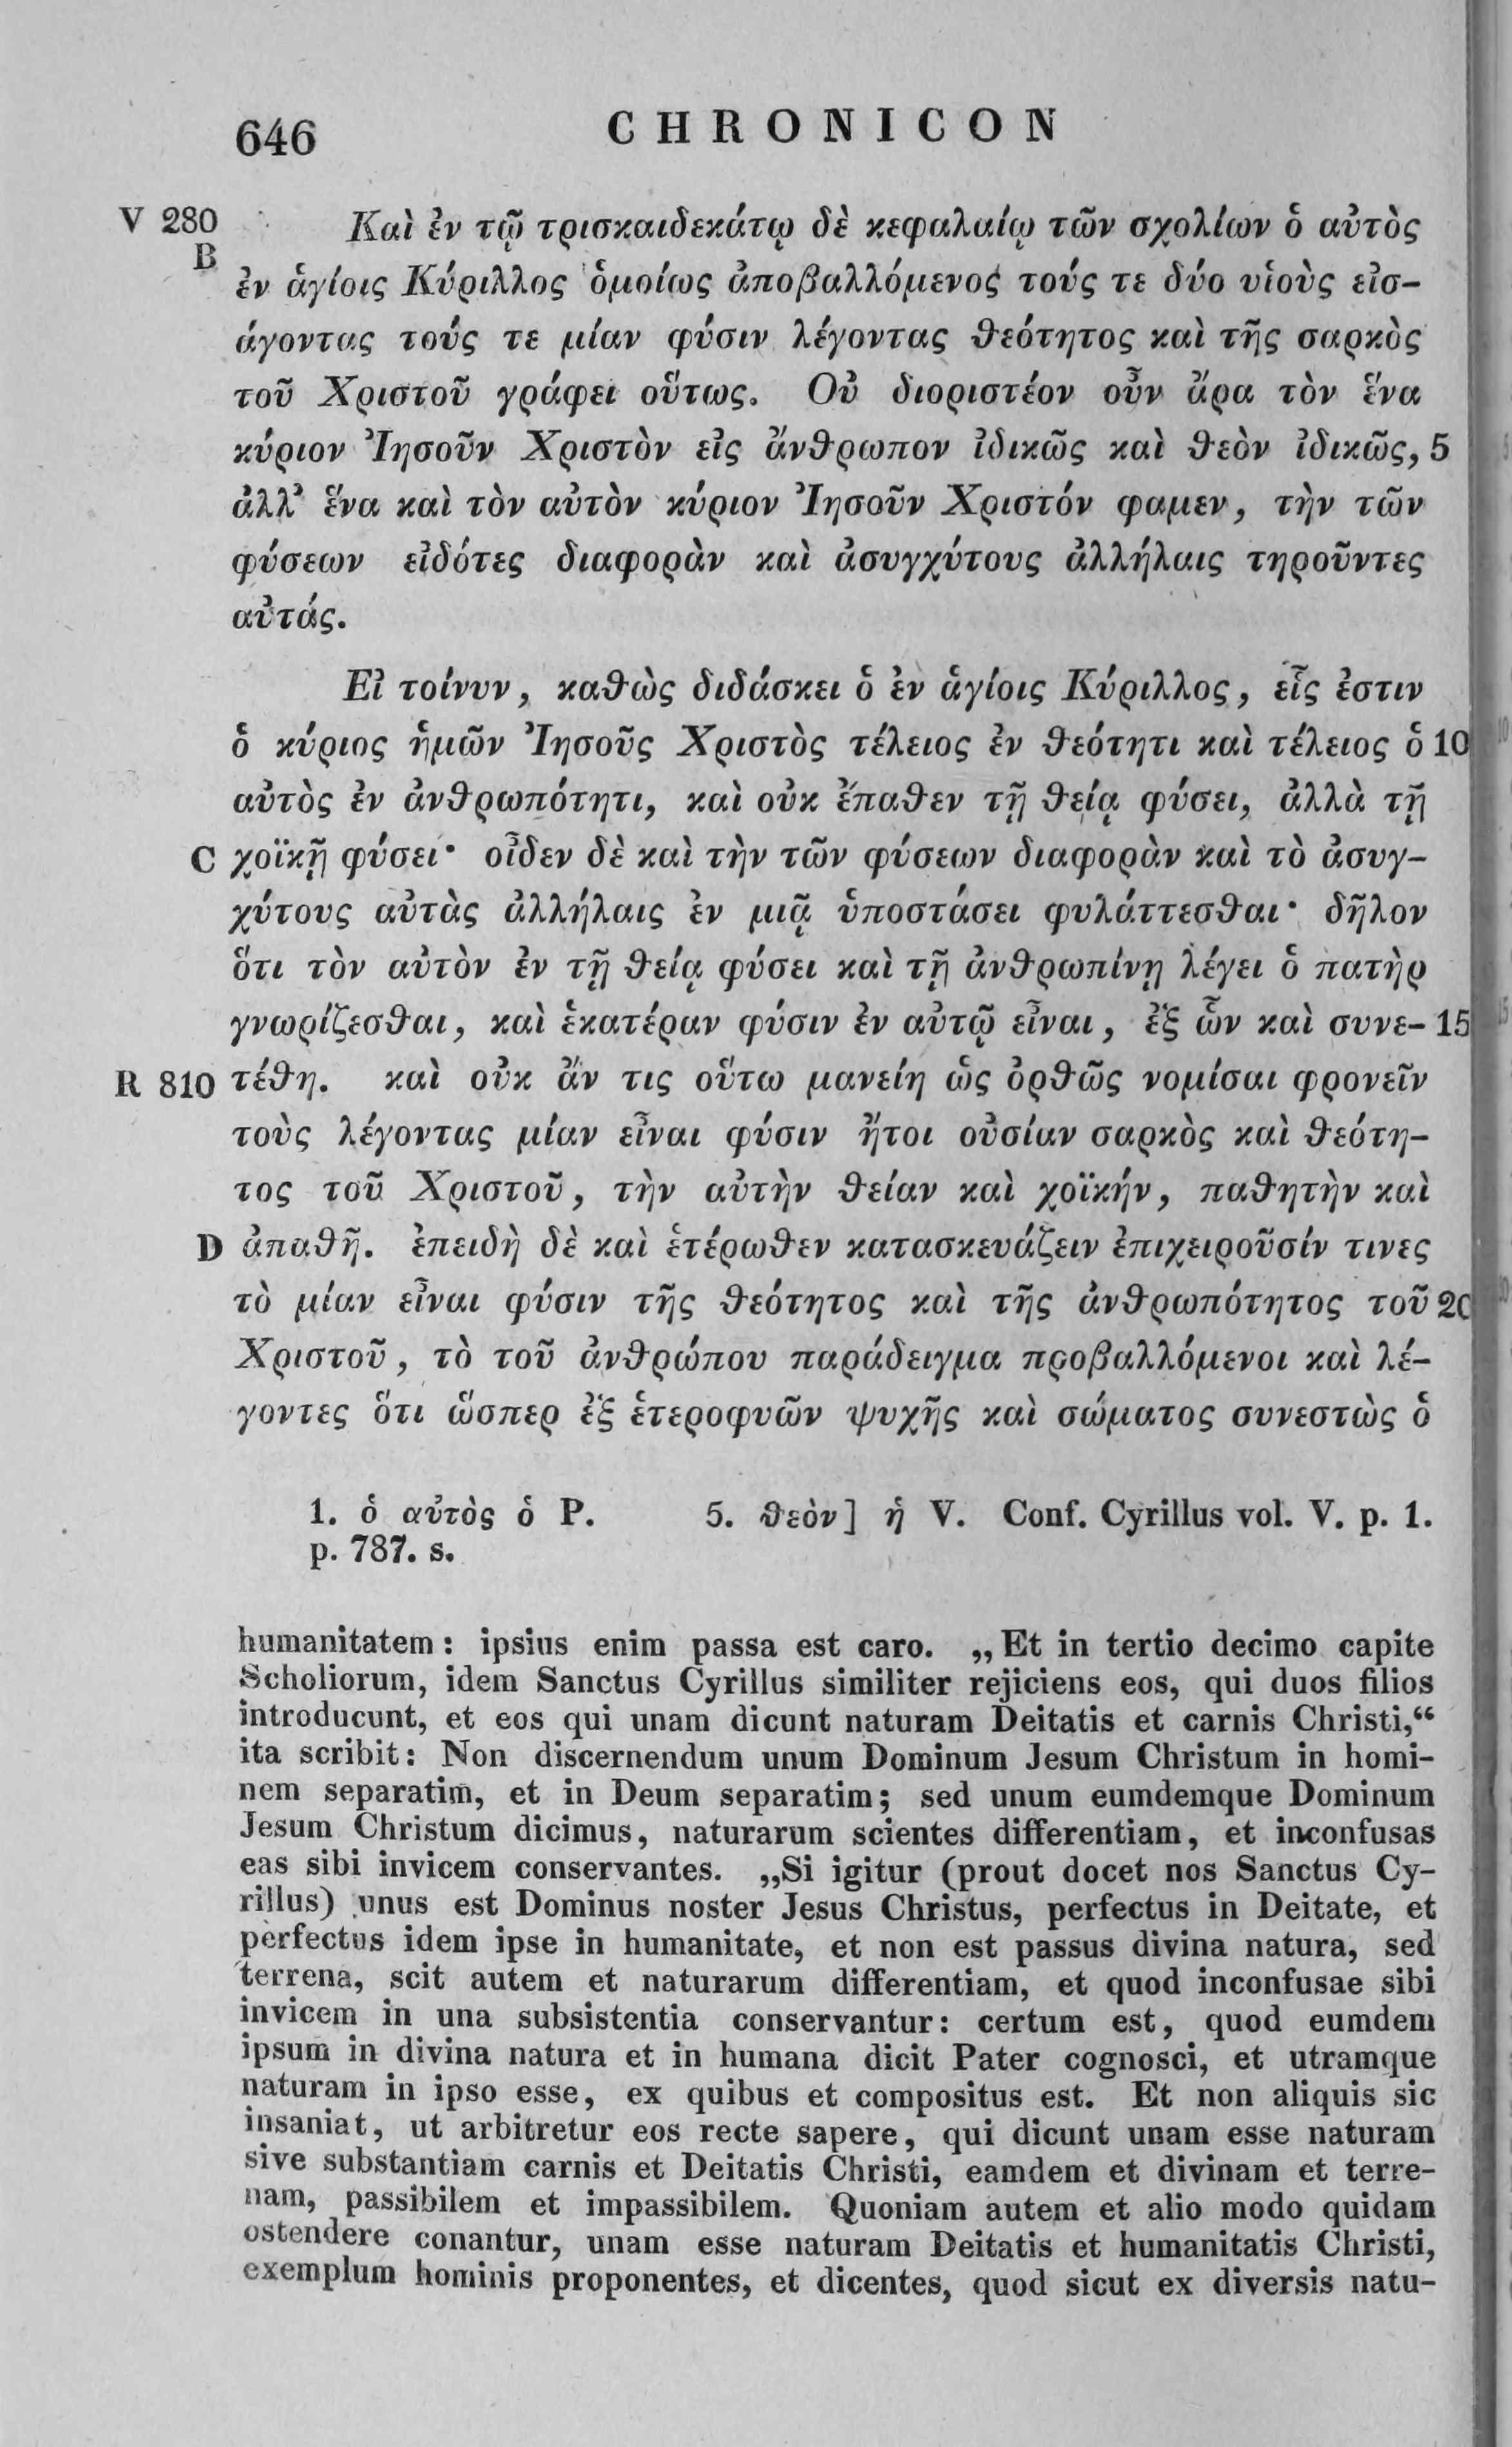 646 CHRONICON
V 280 Καὶ ἐν τῷ τρισκαιδεκάτῳ δὲ κεφαλαίῳ τῶν σχολίων ὁ αὐτὸς
B ἐν ἁγίοις Κύριλλος ὁμοίως ἀποβαλλόμενος τούς τε δύο υἱοὺς εἰσ-
άγοντας τούς τε μίαν φύσιν λέγοντας θεότητος καὶ τῆς σαρκὸς
τοῦ Χριστοῦ γράφει οὕτως. Οὐ διοριστέον οὖν ἄρα τὸν ἕνα
κύριον Ἰησοῦν Χριστὸν εἰς ἄνθρωπον ἰδικῶς καὶ θεὸν ἰδικῶς, 5
ἀλλ’ ἕνα καὶ τὸν αὐτὸν κύριον Ἰησοῦν Χριστόν φαμεν, τὴν τῶν
φύσεων εἰδότες διαφορὰν καὶ ἀσυγχύτους ἀλλήλαις τηροῦντες
αὐτάς.
Εἰ τοίνυν, καθὼς διδάσκει ὁ ἐν ἁγίοις Κύριλλος, εἷς ἐστιν
ὁ κύριος ἡμῶν Ἰησοῦς Χριστὸς τέλειος ἐν θεότητι καὶ τέλειος ὁ 10
αὐτὸς ἐν ἀνθρωπότητι, καὶ οὐκ ἔπαθεν τῇ θείᾳ φύσει, ἀλλὰ τῇ
C χοϊκῇ φύσει· οἶδεν δὲ καὶ τὴν τῶν φύσεων διαφορὰν καὶ τὸ ἀσυγ-
χύτους αὐτὰς ἀλλήλαις ἐν μιᾷ ὑποστάσει φυλάττεσθαι· δῆλον
ὅτι τὸν αὐτὸν ἐν τῇ θείᾳ φύσει καὶ τῇ ἀνθρωπίνῃ λέγει ὁ πατὴρ
γνωρίζεσθαι, καὶ ἑκατέραν φύσιν ἐν αὐτῷ εἶναι, ἐξ ὧν καὶ συνε- 15
R 810 τέθη. καὶ οὐκ ἄν τις οὕτω μανείη ὡς ὀρθῶς νομίσαι φρονεῖν
τοὺς λέγοντας μίαν εἶναι φύσιν ἤτοι οὐσίαν σαρκὸς καὶ θεότη-
τος τοῦ Χριστοῦ, τὴν αὐτὴν θείαν καὶ χοϊκήν, παθητὴν καὶ
D ἀπαθῆ. ἐπειδὴ δὲ καὶ ἑτέρωθεν κατασκευάζειν ἐπιχειροῦσίν τινες
τὸ μίαν εἶναι φύσιν τῆς θεότητος καὶ τῆς ἀνθρωπότητος τοῦ 20
Χριστοῦ, τὸ τοῦ ἀνθρώπου παράδειγμα προβαλλόμενοι καὶ λέ-
γοντες ὅτι ὥσπερ ἐξ ἑτεροφυῶν ψυχῆς καὶ σώματος συνεστὼς ὁ
1. ὁ αὐτὸς ὁ P. 5. θεὸν] ἡ V. Conf. Cyrillus vol. V. p. 1.
p. 787. s.
humanitatem: ipsius enim passa est caro. „Et in tertio decimo capite
Scholiorum, idem Sanctus Cyrillus similiter rejiciens eos, qui duos filios
introducunt, et eos qui unam dicunt naturam Deitatis et carnis Christi,“
ita scribit: Non discernendum unum Dominum Jesum Christum in homi-
nem separatim, et in Deum separatim; sed unum eumdemque Dominum
Jesum Christum dicimus, naturarum scientes differentiam, et inconfusas
eas sibi invicem conservantes. „Si igitur (prout docet nos Sanctus Cy-
rillus) unus est Dominus noster Jesus Christus, perfectus in Deitate, et
perfectus idem ipse in humanitate, et non est passus divina natura, sed
terrena, scit autem et naturarum differentiam, et quod inconfusae sibi
invicem in una subsistentia conservantur: certum est, quod eumdem
ipsum in divina natura et in humana dicit Pater cognosci, et utramque
naturam in ipso esse, ex quibus et compositus est. Et non aliquis sic
insaniat, ut arbitretur eos recte sapere, qui dicunt unam esse naturam
sive substantiam carnis et Deitatis Christi, eamdem et divinam et terre-
nam, passibilem et impassibilem. Quoniam autem et alio modo quidam
ostendere conantur, unam esse naturam Deitatis et humanitatis Christi,
exemplum hominis proponentes, et dicentes, quod sicut ex diversis natu-